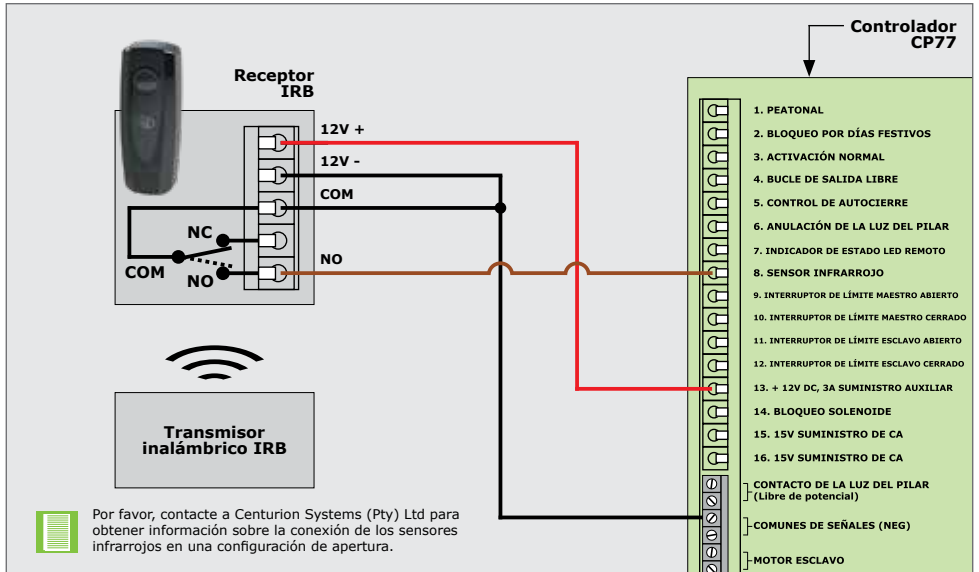 Controlador
CP77
Receptor
IRB
12V +
12V -
COM
NC
COM
NO
NO
1. PEATONAL
2. BLOQUEO POR DÍAS FESTIVOS
3. ACTIVACIÓN NORMAL
4. BUCLE DE SALIDA LIBRE
5. CONTROL DE AUTOCIERRE
6. ANULACIÓN DE LA LUZ DEL PILAR
7. INDICADOR DE ESTADO LED REMOTO
8. SENSOR INFRARROJO
9. INTERRUPTOR DE LÍMITE MAESTRO ABIERTO
10. INTERRUPTOR DE LÍMITE MAESTRO CERRADO
11. INTERRUPTOR DE LÍMITE ESCLAVO ABIERTO
12. INTERRUPTOR DE LÍMITE ESCLAVO CERRADO
13. + 12V DC, 3A SUMINISTRO AUXILIAR
14. BLOQUEO SOLENOIDE
15. 15V SUMINISTRO DE CA
16. 15V SUMINISTRO DE CA
CONTACTO DE LA LUZ DEL PILAR
(Libre de potencial)
COMUNES DE SEÑALES (NEG)
MOTOR ESCLAVO
Transmisor
inalámbrico IRB
Por favor, contacte a Centurion Systems (Pty) Ltd para
obtener información sobre la conexión de los sensores
infrarrojos en una configuración de apertura.